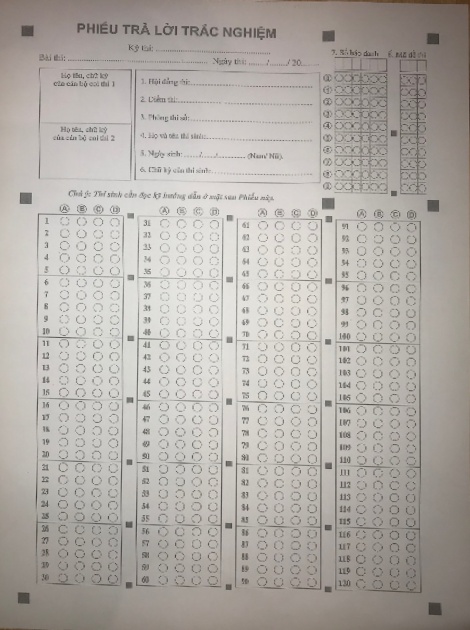 PHIẾU TRẢ LỜI TRẮC NGHIỆM
Kỳ thi:
Bài thi: Ngày thi: / / 20
7. Số báo danh 8. Mã đề thi
Họ tên, chữ ký
của cán bộ coi thi 1
Họ tên, chữ ký
của cán bộ coi thi 2
1. Hội đồng thi:
2. Điểm thi:
3. Phòng thi số:
4. Họ và tên thí sinh:
5. Ngày sinh: / / (Nam/ Nữ).
6. Chữ ký của thí sinh:
Chú ý: Thí sinh cần đọc kỹ hướng dẫn ở mặt sau Phiếu này.
A B C D A B C D A B C D A B C D
1 31 61 91
2 32 62 92
3 33 63 93
4 34 64 94
5 35 65 95
6 36 66 96
7 37 67 97
8 38 68 98
9 39 69 99
10 40 70 100
11 41 71 101
12 42 72 102
13 43 73 103
14 44 74 104
15 45 75 105
16 46 76 106
17 47 77 107
18 48 78 108
19 49 79 109
20 50 80 110
21 51 81 111
22 52 82 112
23 53 83 113
24 54 84 114
25 55 85 115
26 56 86 116
27 57 87 117
28 58 88 118
29 59 89 119
30 60 90 120